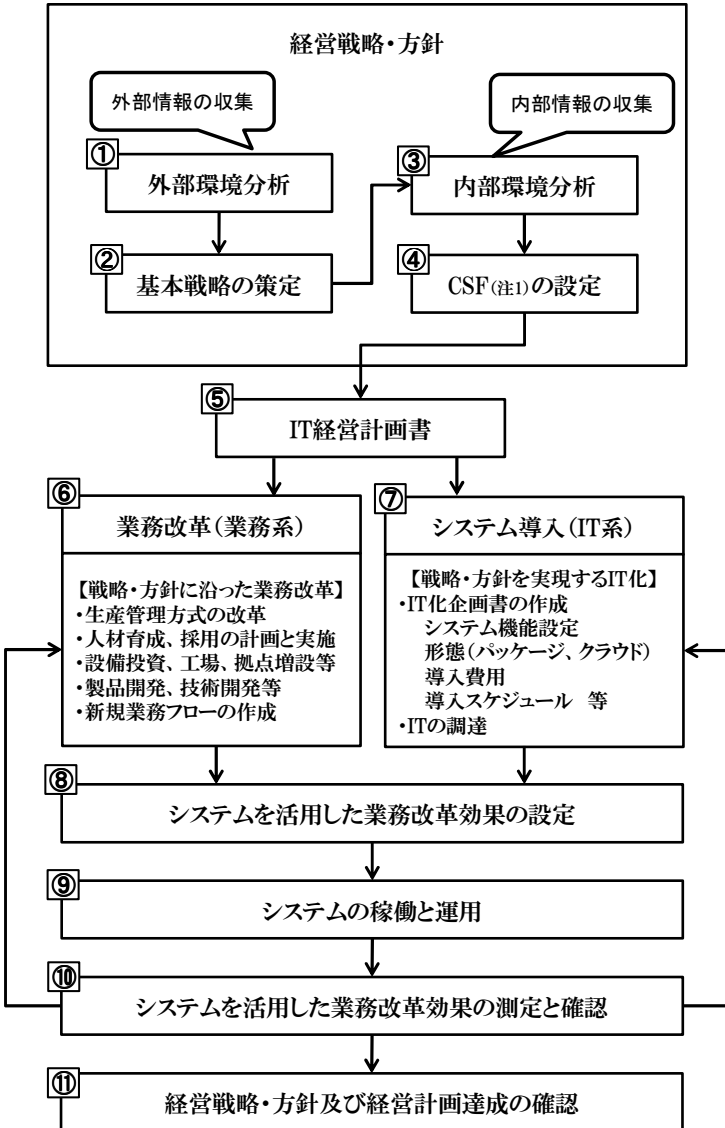 経営戦略・方針
外部情報の収集
内部情報の収集
①
外部環境分析
②
基本戦略の策定
③
内部環境分析
④
CSF(注1)の設定
⑤
IT経営計画書
⑥
業務改革(業務系)
【戦略・方針に沿った業務改革】
・生産管理方式の改革
・人材育成、採用の計画と実施
・設備投資、工場、拠点増設等
・製品開発、技術開発等
・新規業務フローの作成
⑦
システム導入(IT系)
【戦略・方針を実現するIT化】
・IT化企画書の作成
システム機能設定
形態(パッケージ、クラウド)
導入費用
導入スケジュール 等
・ITの調達
⑧
システムを活用した業務改革効果の設定
⑨
システムの稼働と運用
⑩
システムを活用した業務改革効果の測定と確認
⑪
経営戦略・方針及び経営計画達成の確認